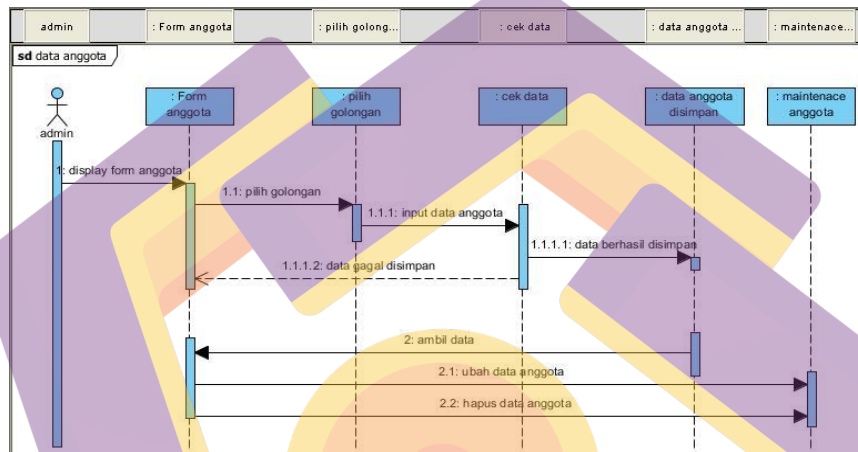 admin
: Form anggota
: pilih golong...
: cek data
: data anggota ...
: maintenace...
sd data anggota
: Form
anggota
: pilih
golongan
: cek data
: data anggota
disimpan
: maintenace
anggota
admin
1: display form anggota
1.1: pilih golongan
1.1.1: input data anggota
1.1.1.1: data berhasil disimpan
1.1.1.2: data gagal disimpan
2: ambil data
2.1: ubah data anggota
2.2: hapus data anggota